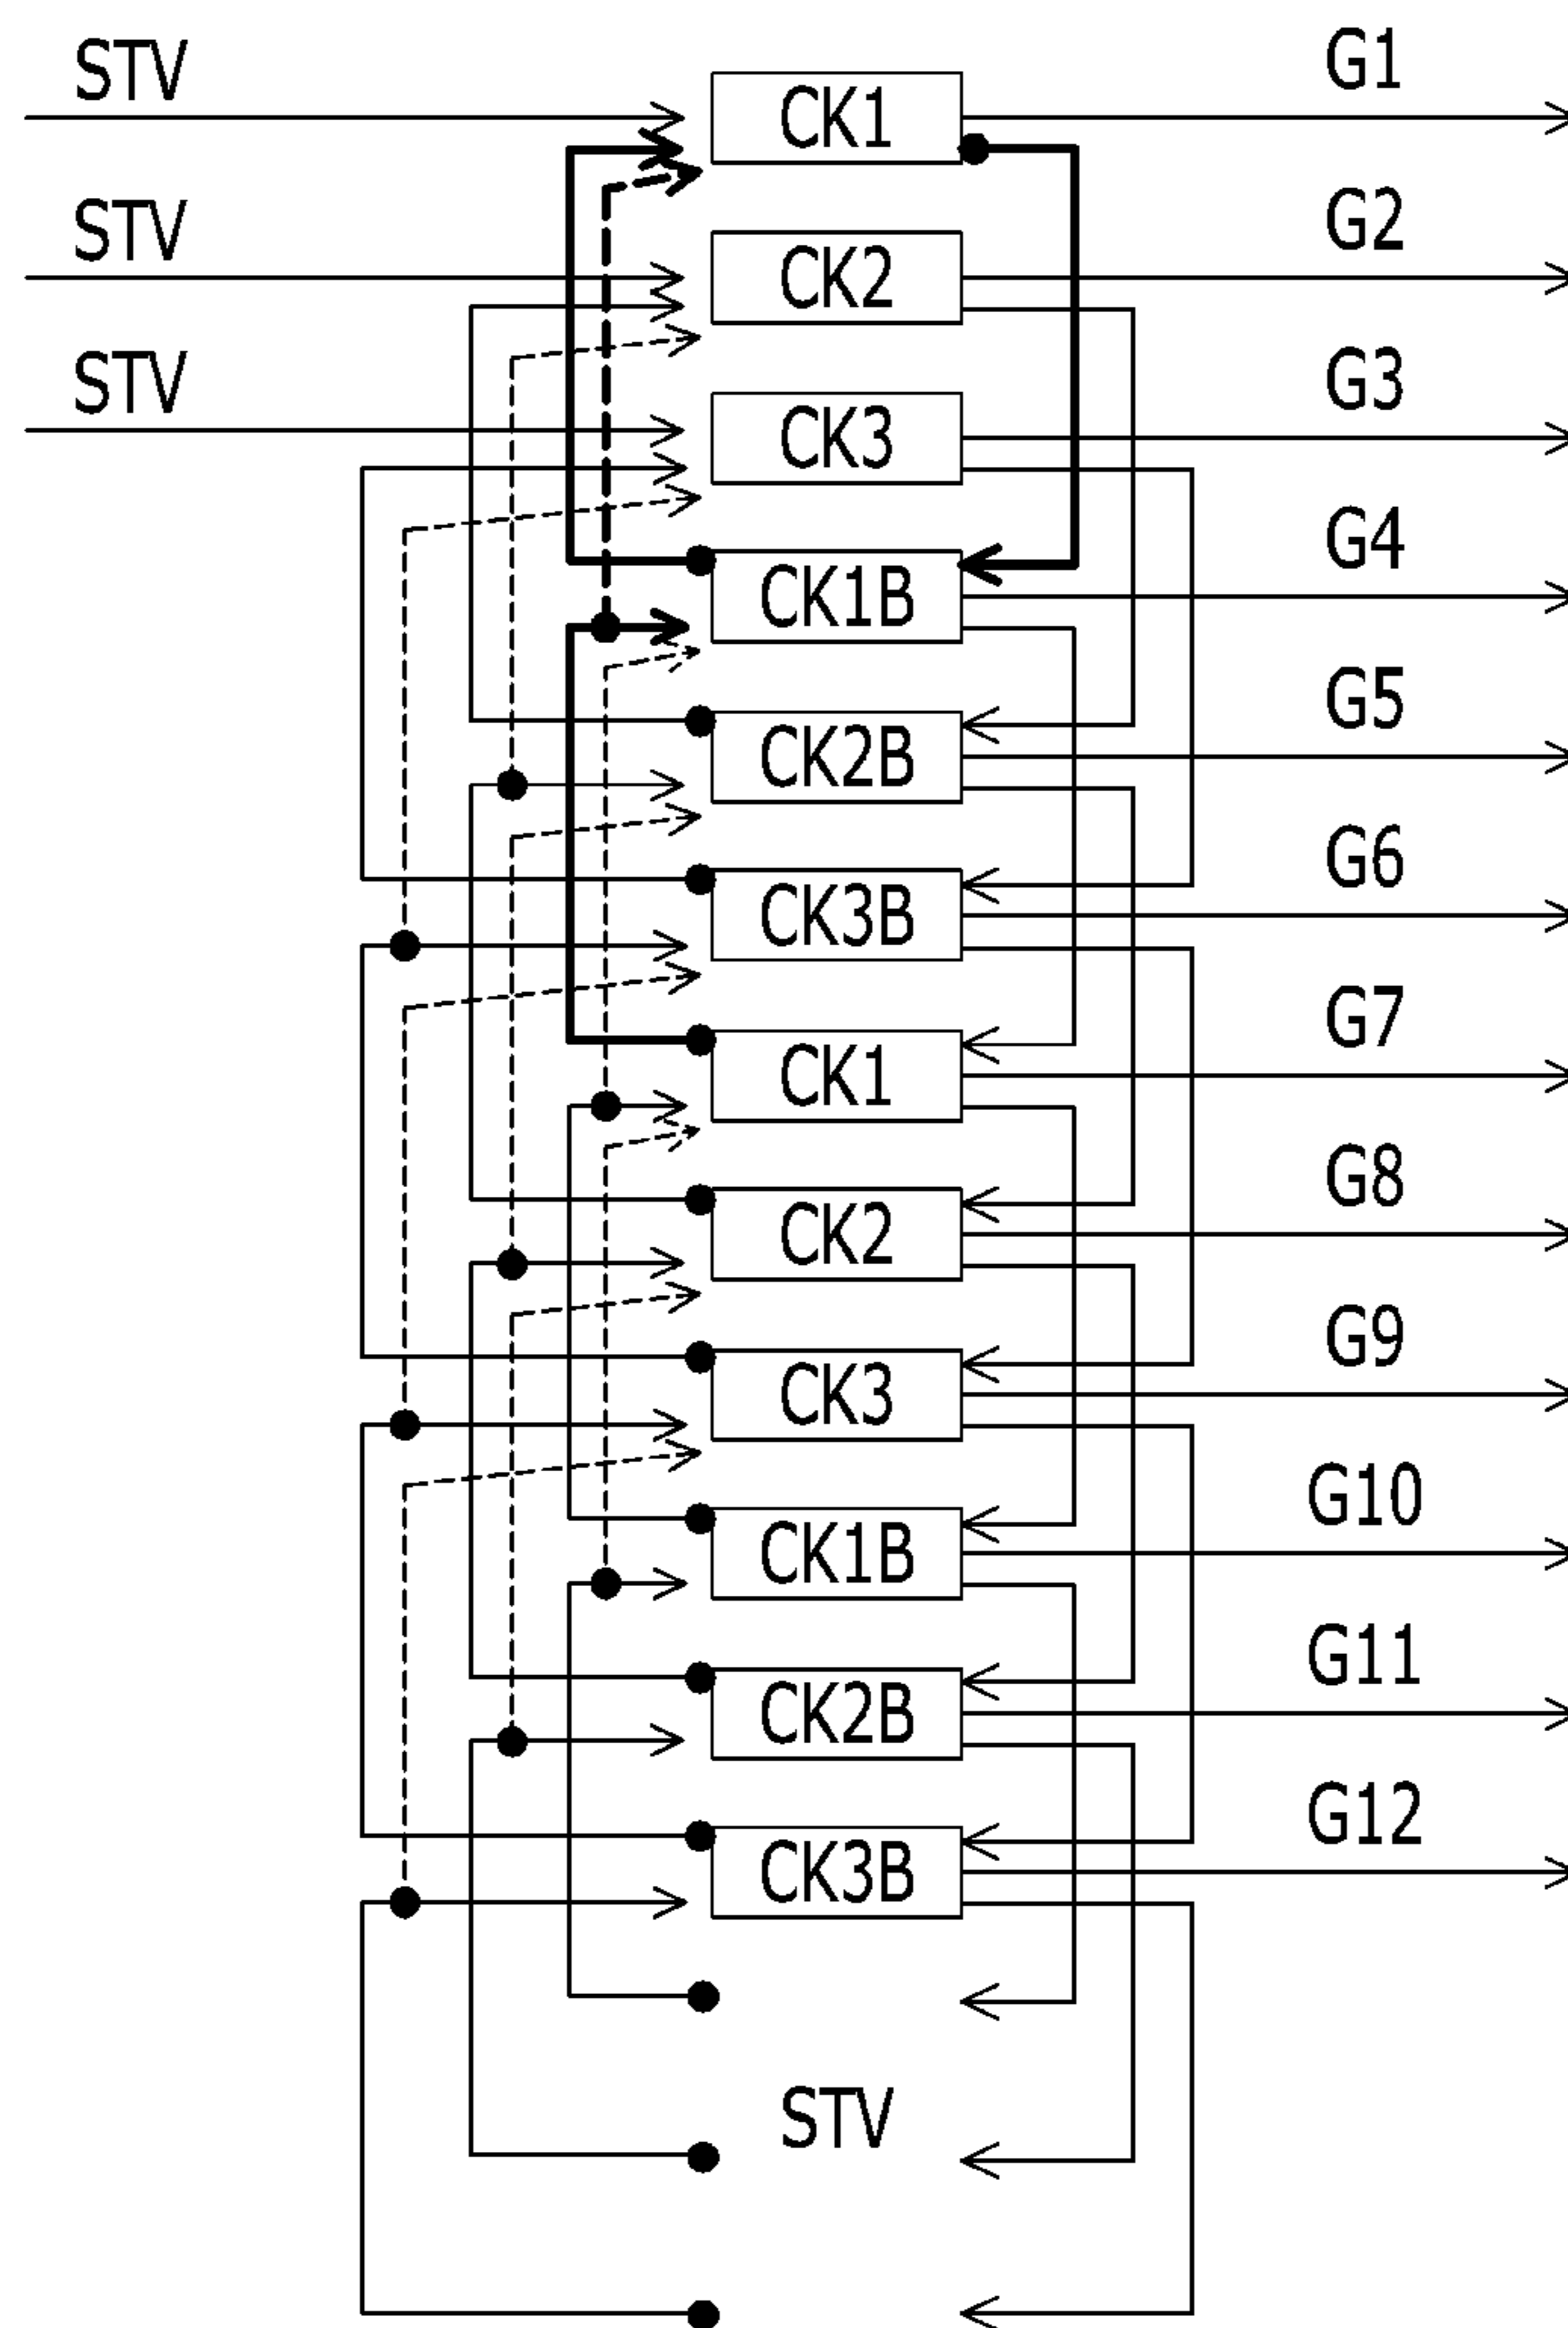 STV CK1 G1
STV CK2 G2
STV CK3 G3
CK1B G4
CK2B G5
CK3B G6
CK1 G7
CK2 G8
CK3 G9
CK1B G10
CK2B G11
CK3B G12
STV